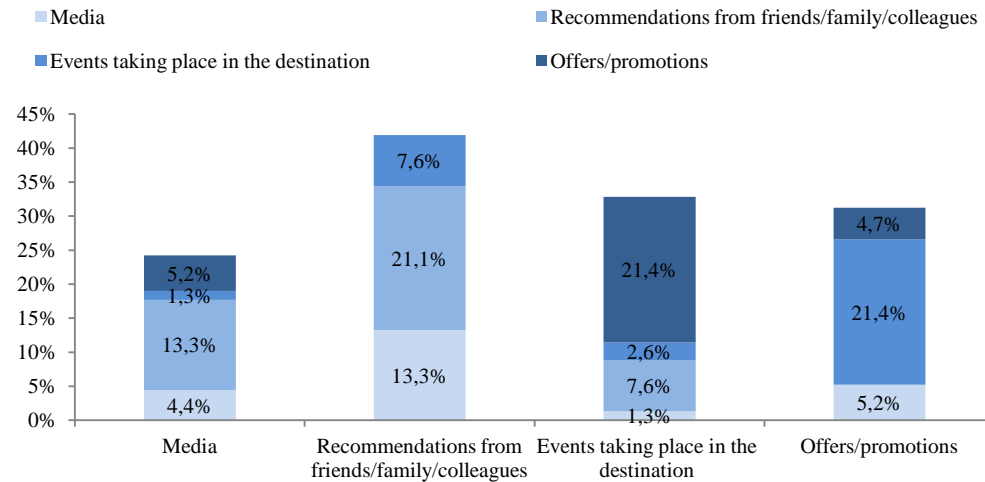 Media
Recommendations from friends/family/colleagues
Events taking place in the destination
Offers/promotions
45%
40%
35%
30%
25%
20%
15%
10%
5%
0%
5,2%
1,3%
13,3%
4,4%
7,6%
21,1%
13,3%
21,4%
2,6%
7,6%
1,3%
4,7%
21,4%
5,2%
Media
Recommendations from
friends/family/colleagues
Events taking place in the
destination
Offers/promotions